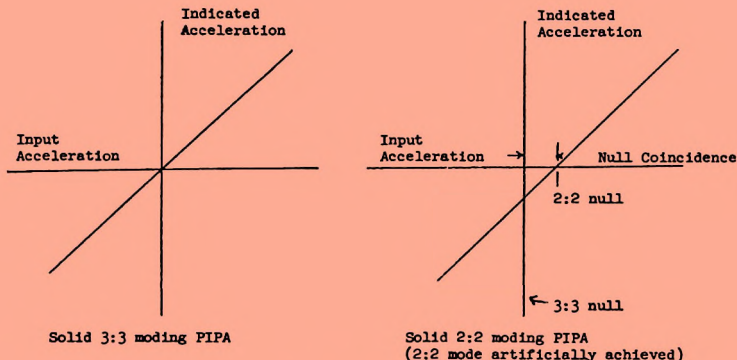 Indicated
Acceleration
Input
Acceleration
Solid 3:3 moding PIPA
Indicated
Acceleration
Input
Acceleration
Null Coincidence
2:2 null
3:3 null
Solid 2:2 moding PIPA
(2:2 mode artificially achieved)